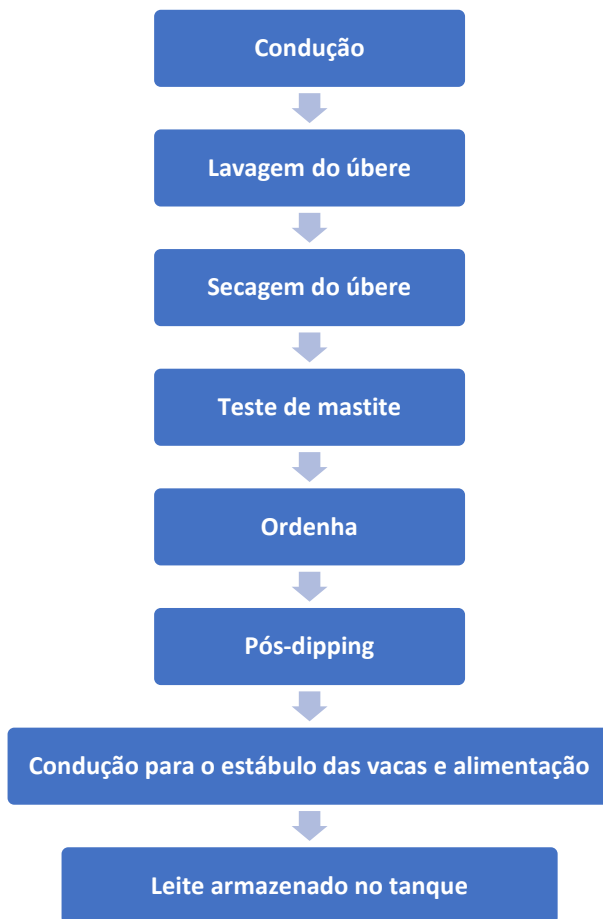 Condução
Lavagem do úbere
Secagem do úbere
Teste de mastite
Ordenha
Pós-dipping
Condução para o estábulo das vacas e alimentação
Leite armazenado no tanque